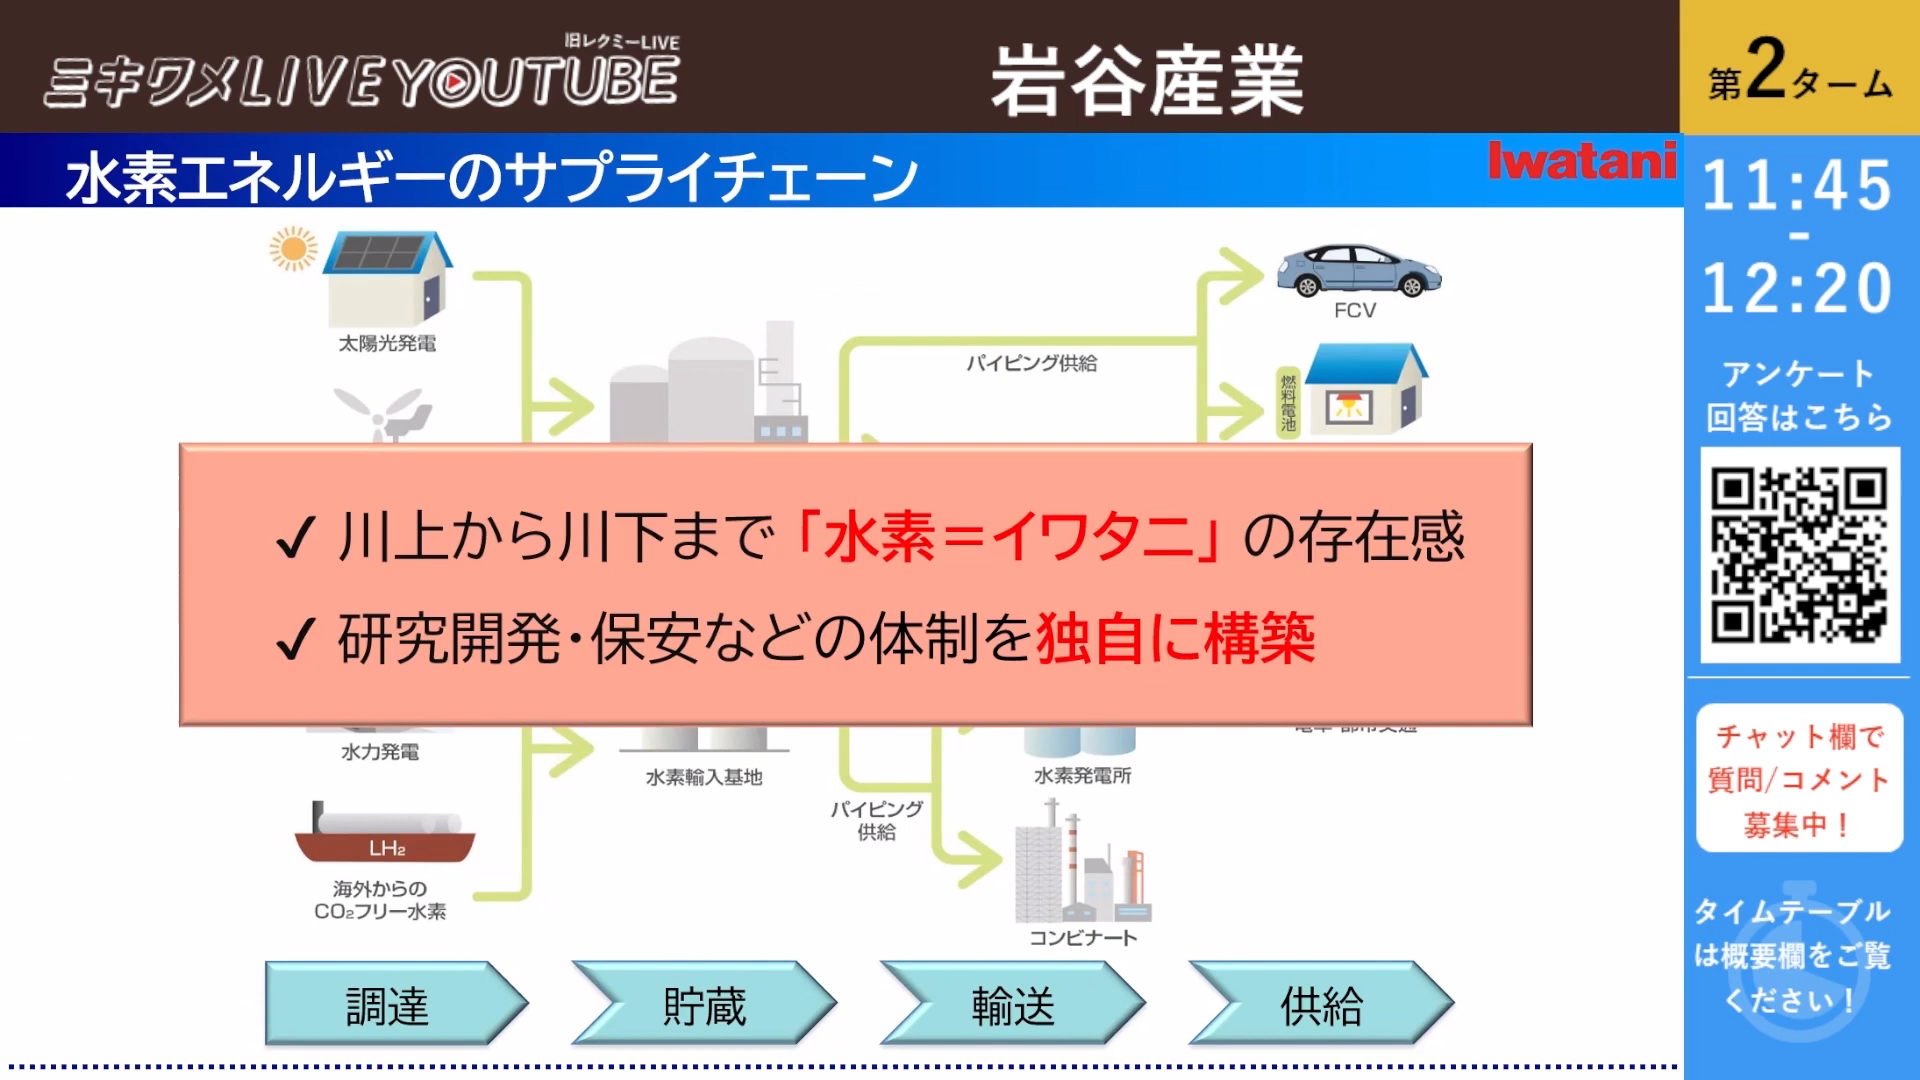 旧レクミーLIVE
ミキワメLIVE YOUTUBE
岩谷産業
第2ターム
水素エネルギーのサプライチェーン
Iwatani
11:45
-
12:20
アンケート
回答はこちら
チャット欄で
質問/コメント
募集中！
タイムテーブル
は概要欄をご覧
ください！
太陽光発電
パイピング供給
FCV
燃料電池
✓ 川上から川下まで「水素＝イワタニ」の存在感
✓ 研究開発・保安などの体制を独自に構築
水力発電
水素輸入基地
水素発電所
パイピング
供給
LH₂
海外からの
CO₂フリー水素
コンビナート
調達
貯蔵
輸送
供給